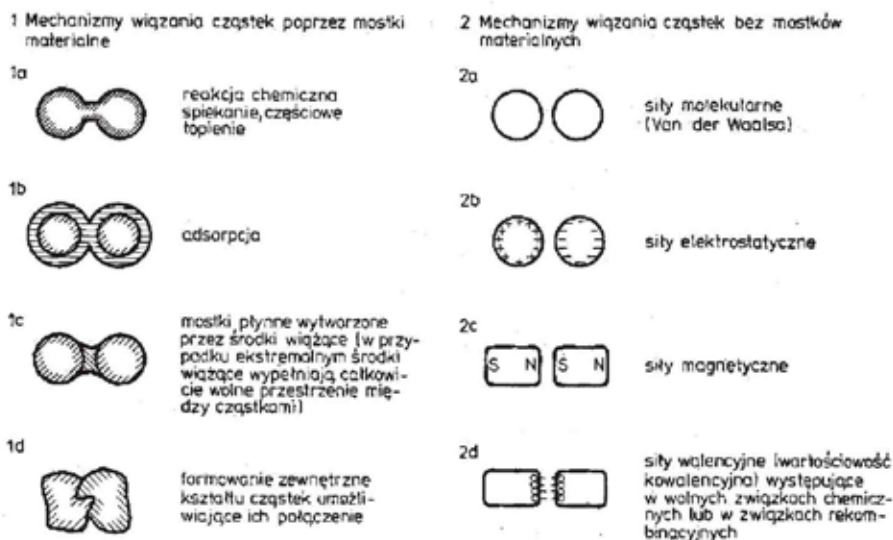 1 Mechanizmy wiązania cząstek poprzez mostki
materialne
1a
reakcja chemiczna
spiekanie, częściowe
topienie
1b
adsorpcja
1c
mostki płynne wytworzone
przez środki wiążące (w przy-
padku ekstremalnym środki
wiążące wypełniają całkowi-
cie wolne przestrzenie mię-
dzy cząstkami)
1d
formowanie zewnętrzne
kształtu cząstek umożli-
wiające ich połączenie
2 Mechanizmy wiązania cząstek bez mostków
materialnych
2a
siły molekularne
(Van der Waalsa)
2b
siły elektrostatyczne
2c
S N S N
siły magnetyczne
2d
siły walencyjne (wartościowość
kowalencyjna) występujące
w wolnych związkach chemicz-
nych lub w związkach rekom-
binacyjnych